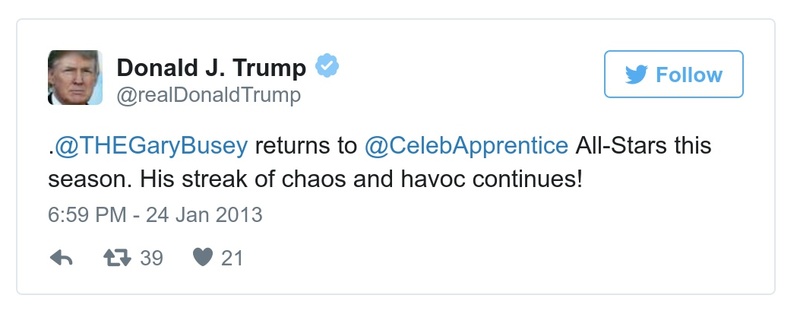 Donald J. Trump
Follow
@realDonaldTrump
.@THEGaryBusey returns to @CelebApprentice All-Stars this
season. His streak of chaos and havoc continues!
6:59 PM - 24 Jan 2013
39 21